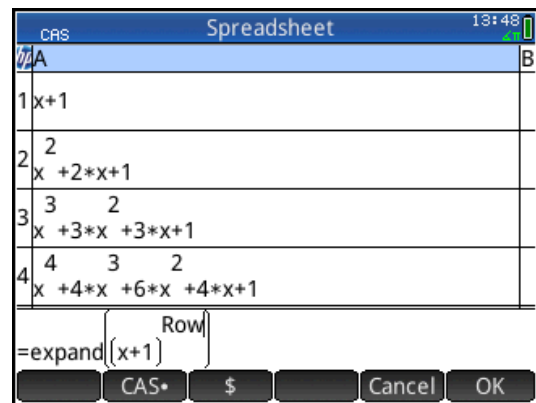 CAS Spreadsheet 13:48
∡π
hp A B
1 x+1
2
2 x +2*x+1
3 2
3 x +3*x +3*x+1
4 3 2
4 x +4*x +6*x +4*x+1
Row
=expand((x+1) )
CAS• $ Cancel OK